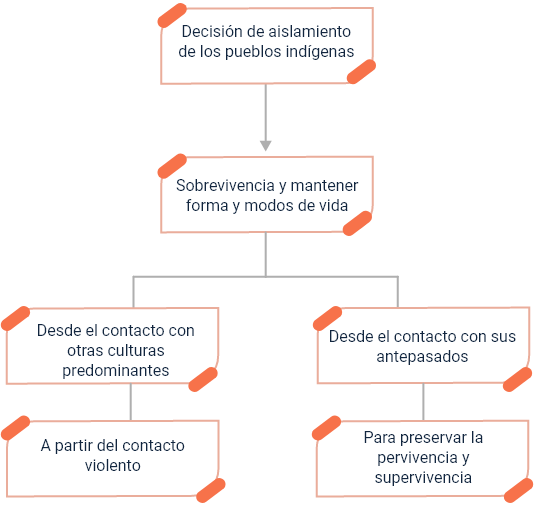 Decisión de aislamiento
de los pueblos indígenas
Sobrevivencia y mantener
forma y modos de vida
Desde el contacto con
otras culturas
predominantes
Desde el contacto con sus
antepasados
A partir del contacto
violento
Para preservar la
pervivencia y
supervivencia